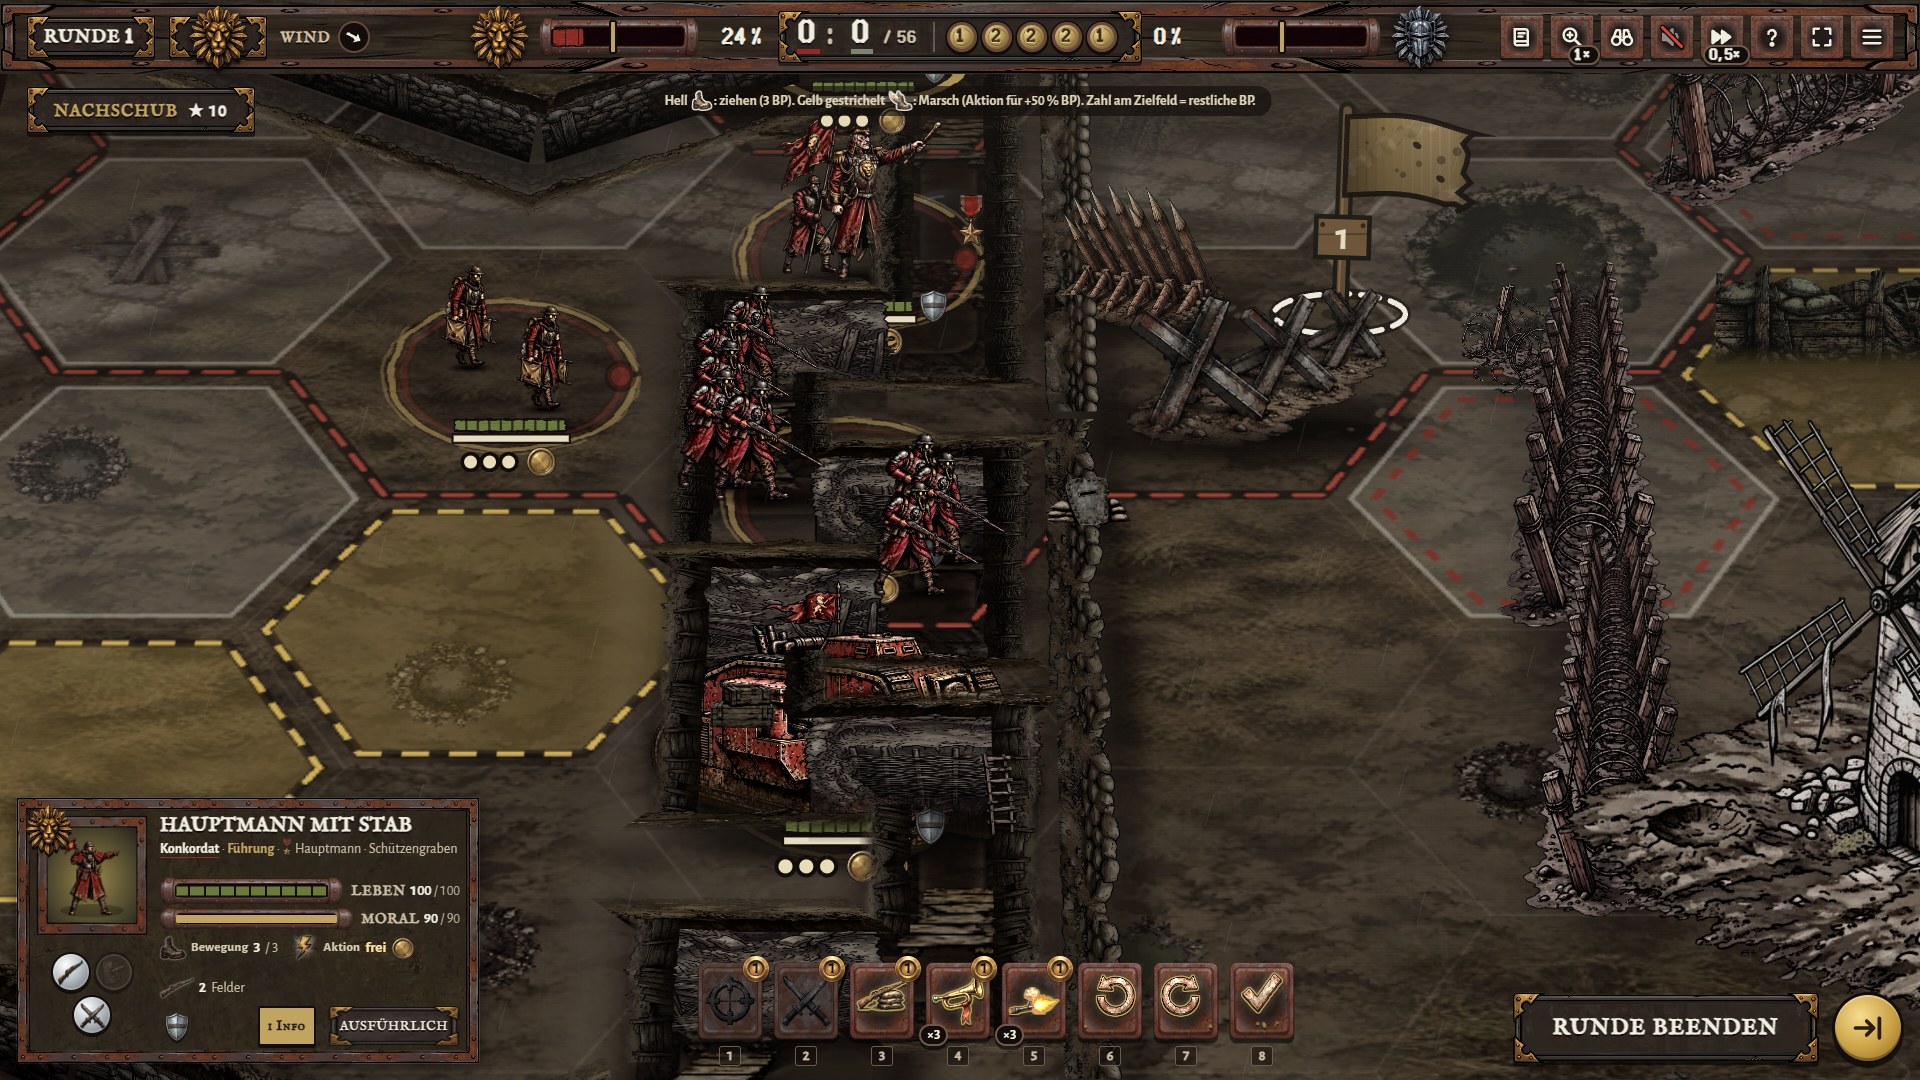 RUNDE 1
WIND
24 %
0 : 0 / 56
1 2 2 2 1
0 %
1×
0,5×
?
NACHSCHUB ★ 10
Hell : ziehen (3 BP). Gelb gestrichelt : Marsch (Aktion für +50 % BP). Zahl am Zielfeld = restliche BP.
1
HAUPTMANN MIT STAB
Konkordat · Führung · Hauptmann · Schützengraben
LEBEN 100/100
MORAL 90/90
Bewegung 3 / 3 Aktion frei
2 Felder
1 INFO
AUSFÜHRLICH
1 1 1 1 1
×3 ×3
1 2 3 4 5 6 7 8
RUNDE BEENDEN